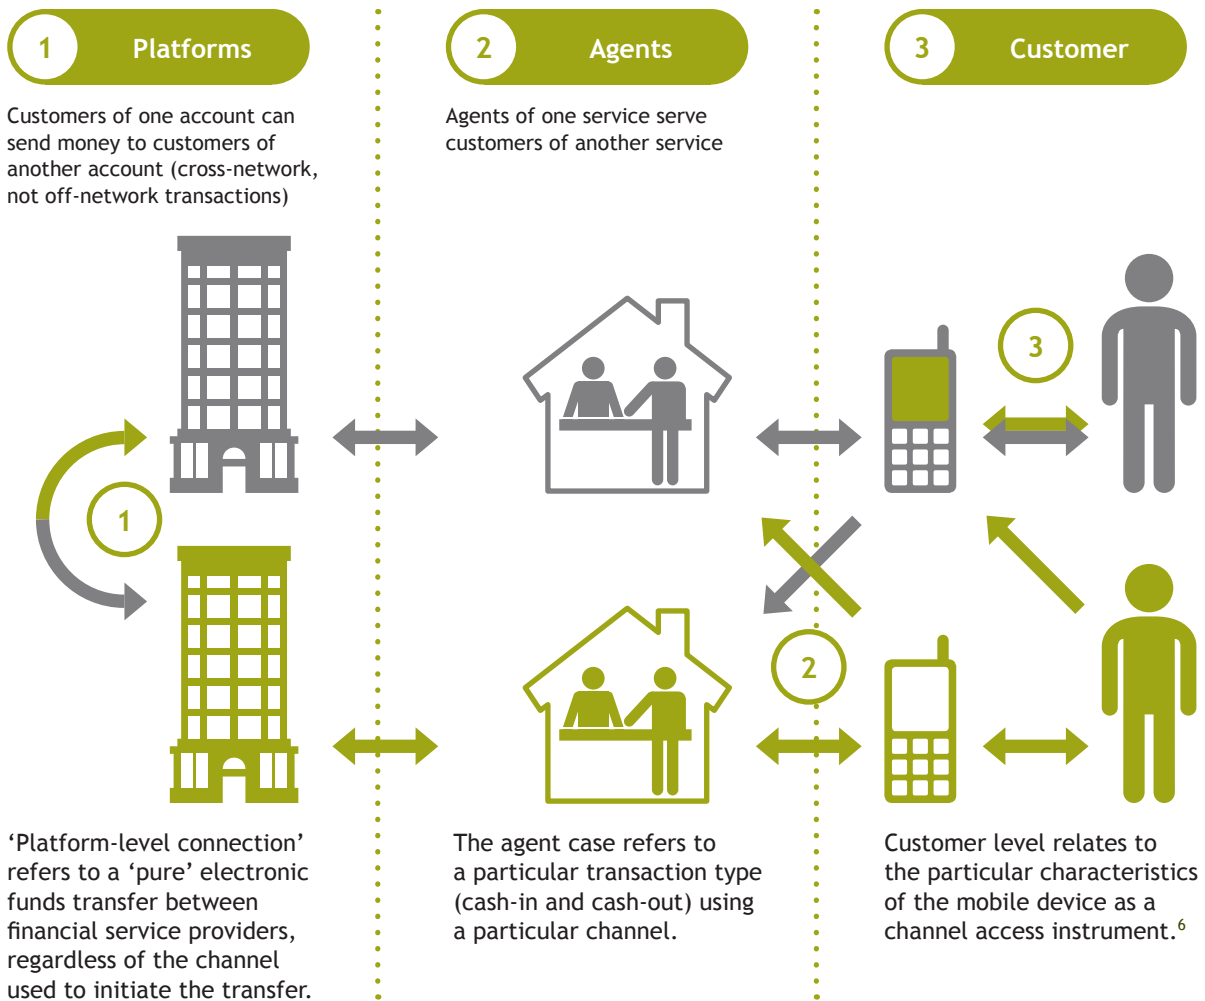 1
Platforms
Customers of one account can
send money to customers of
another account (cross-network,
not off-network transactions)
1
‘Platform-level connection’
refers to a ‘pure’ electronic
funds transfer between
financial service providers,
regardless of the channel
used to initiate the transfer.
2
Agents
Agents of one service serve
customers of another service
2
The agent case refers to
a particular transaction type
(cash-in and cash-out) using
a particular channel.
3
Customer
3
Customer level relates to
the particular characteristics
of the mobile device as a
channel access instrument.⁶